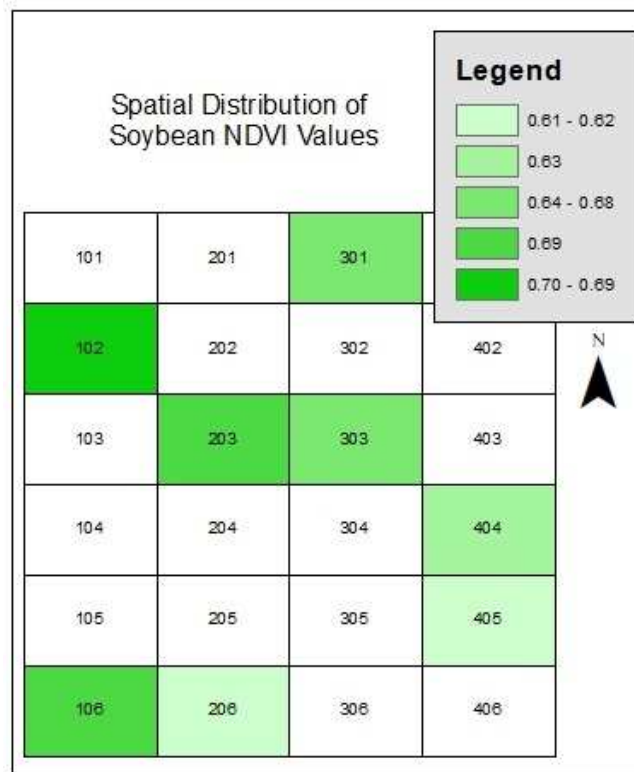 Spatial Distribution of
Soybean NDVI Values
Legend
0.61 - 0.62
0.63
0.64 - 0.68
0.69
0.70 - 0.69
N
101 201 301
102 202 302 402
103 203 303 403
104 204 304 404
105 205 305 405
106 206 306 406